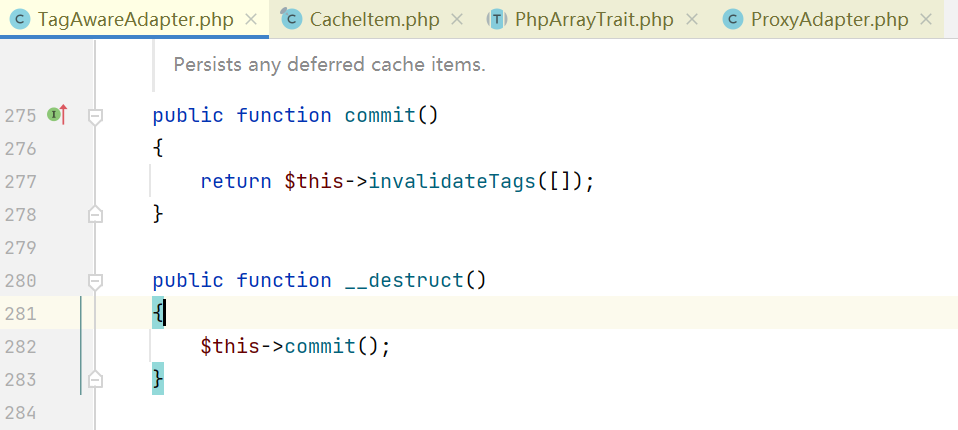 TagAwareAdapter.php CacheItem.php PhpArrayTrait.php ProxyAdapter.php
Persists any deferred cache items.
275 public function commit()
276 {
277 return $this->invalidateTags([]);
278 }
279
280 public function __destruct()
281 {
282 $this->commit();
283 }
284